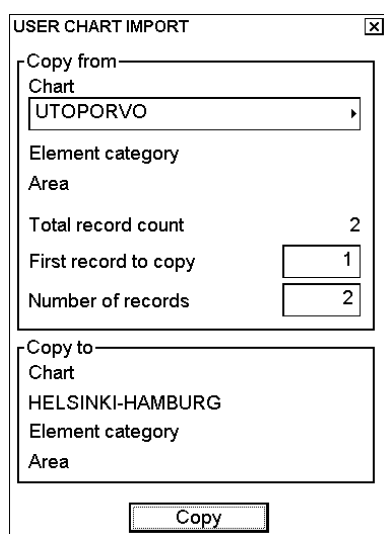 USER CHART IMPORT
Copy from
Chart
UTOPORVO
Element category
Area
Total record count 2
First record to copy 1
Number of records 2
Copy to
Chart
HELSINKI-HAMBURG
Element category
Area
Copy